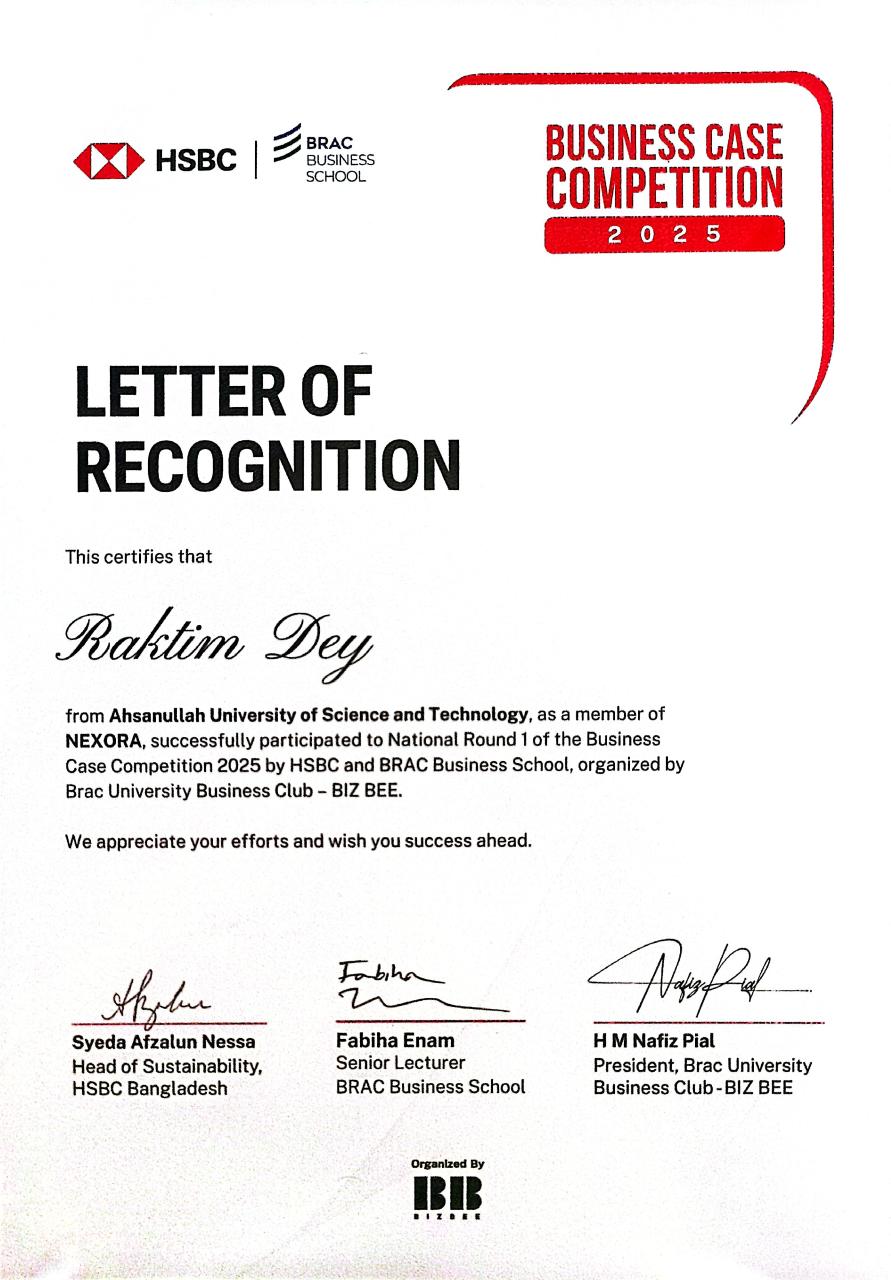 HSBC
BRAC
BUSINESS
SCHOOL
BUSINESS CASE
COMPETITION
2025
LETTER OF
RECOGNITION
This certifies that
Raktim Dey
from Ahsanullah University of Science and Technology, as a member of
NEXORA, successfully participated to National Round 1 of the Business
Case Competition 2025 by HSBC and BRAC Business School, organized by
Brac University Business Club – BIZ BEE.
We appreciate your efforts and wish you success ahead.
Fabiha
Nafiz Pial
Syeda Afzalun Nessa
Head of Sustainability,
HSBC Bangladesh
Fabiha Enam
Senior Lecturer
BRAC Business School
H M Nafiz Pial
President, Brac University
Business Club - BIZ BEE
Organized By
BB
BIZBEE